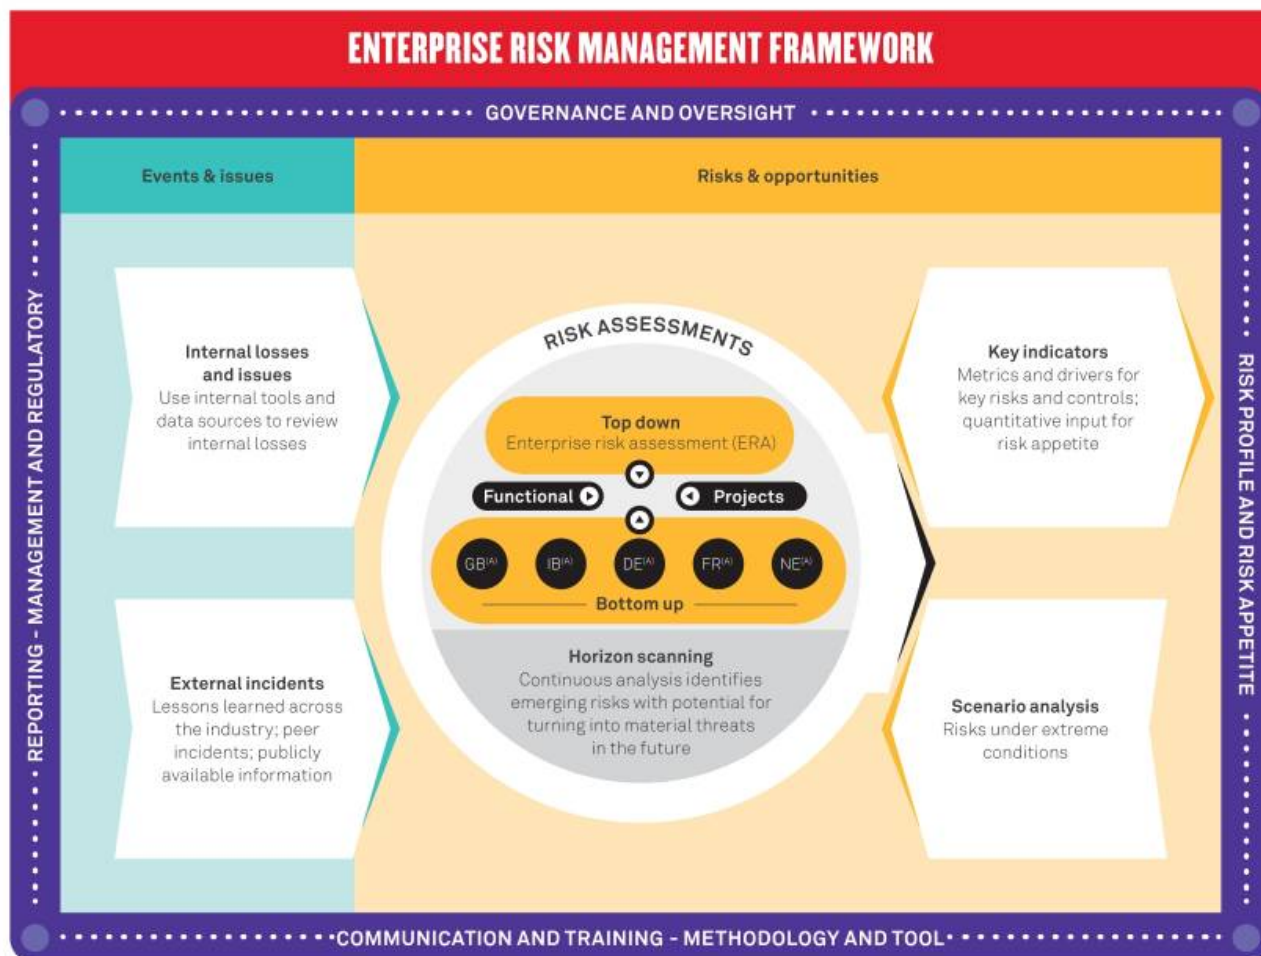 ENTERPRISE RISK MANAGEMENT FRAMEWORK
GOVERNANCE AND OVERSIGHT
REPORTING - MANAGEMENT AND REGULATORY
Events & issues
Risks & opportunities
Internal losses
and issues
Use internal tools and
data sources to review
internal losses
External incidents
Lessons learned across
the industry; peer
incidents; publicly
available information
RISK ASSESSMENTS
Top down
Enterprise risk assessment (ERA)
Functional
Projects
GB(A) IB(A) DE(A) FR(A) NE(A)
Bottom up
Horizon scanning
Continuous analysis identifies
emerging risks with potential for
turning into material threats
in the future
Key indicators
Metrics and drivers for
key risks and controls;
quantitative input for
risk appetite
Scenario analysis
Risks under extreme
conditions
RISK PROFILE AND RISK APPETITE
COMMUNICATION AND TRAINING - METHODOLOGY AND TOOL